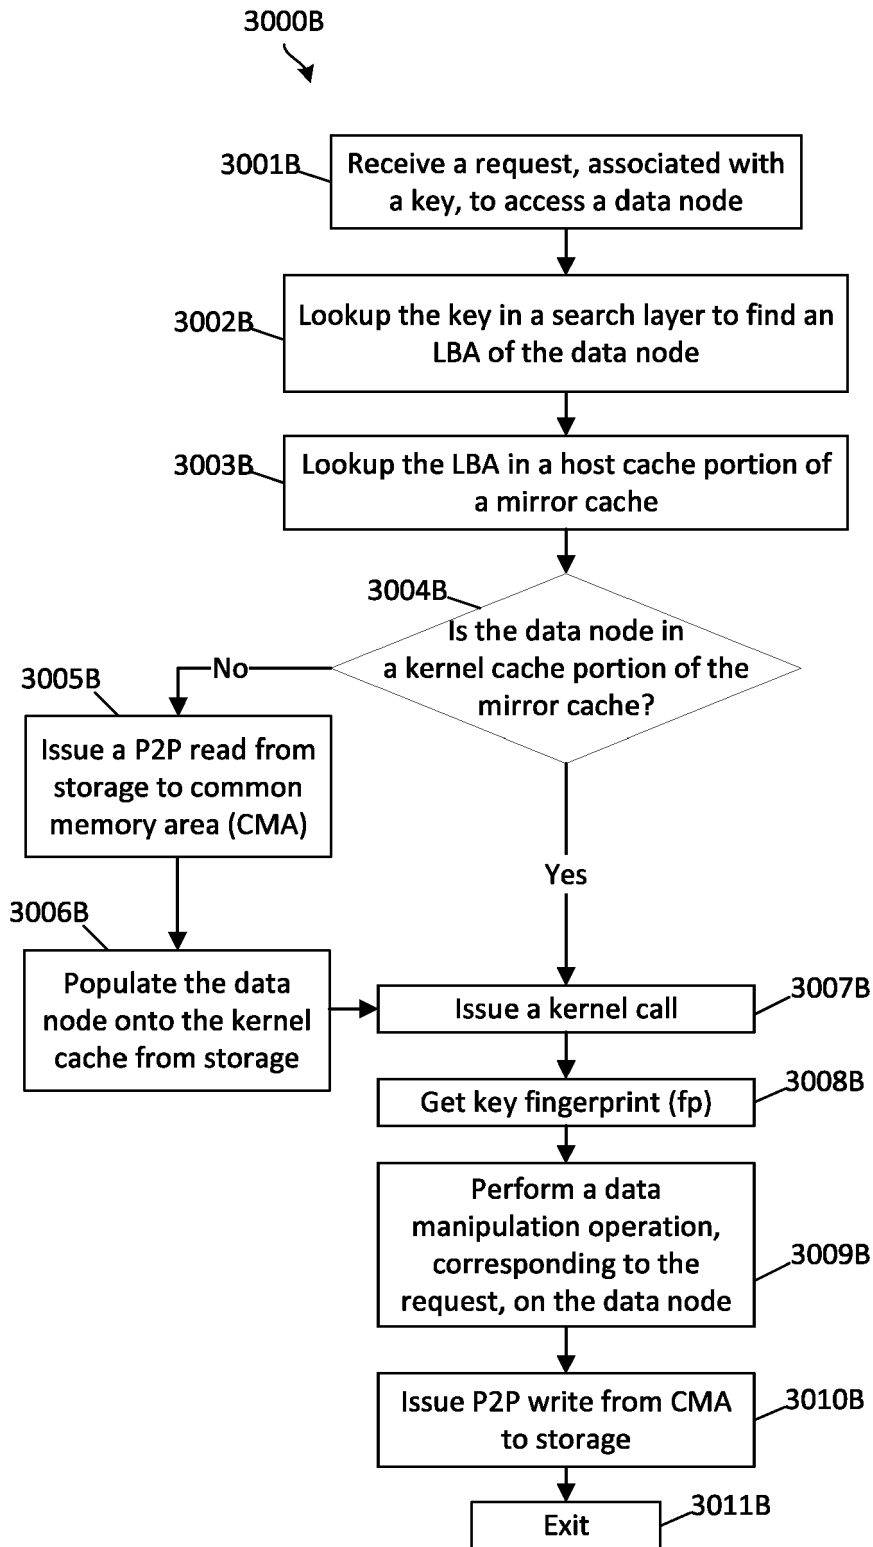 3000B
3001B
Receive a request, associated with
a key, to access a data node
3002B
Lookup the key in a search layer to find an
LBA of the data node
3003B
Lookup the LBA in a host cache portion of
a mirror cache
3004B
Is the data node in
a kernel cache portion of the
mirror cache?
No
3005B
Issue a P2P read from
storage to common
memory area (CMA)
Yes
3006B
Populate the data
node onto the kernel
cache from storage
3007B
Issue a kernel call
3008B
Get key fingerprint (fp)
Perform a data
manipulation operation,
corresponding to the
request, on the data node
3009B
Issue P2P write from CMA
to storage
3010B
3011B
Exit